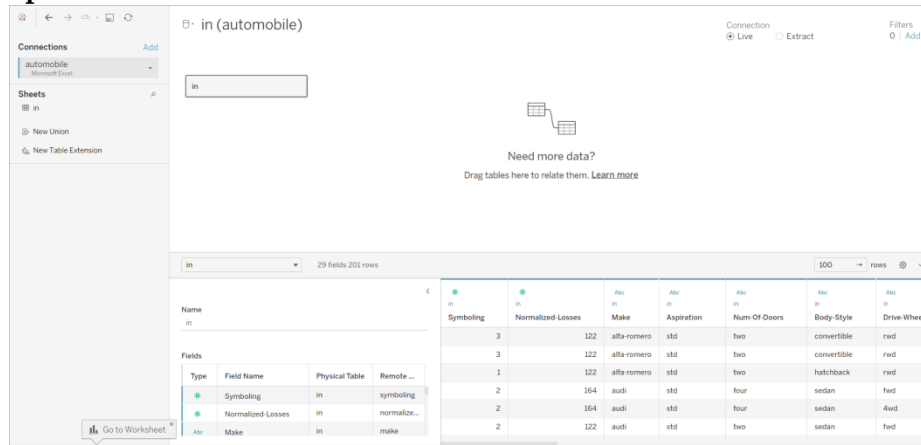 in (automobile)
Connection
Live Extract
Filters
0 Add
Connections Add
automobile
Microsoft Excel
Sheets
in
New Union
New Table Extension
in
Need more data?
Drag tables here to relate them. Learn more
in 29 fields 201 rows 100 rows
Name
in
Fields
Type Field Name Physical Table Remote ...
Symboling in symboling
Normalized-Losses in normalize...
Abc Make in make
Abc Abc Abc Abc Abc
in in in in in in in
Symboling Normalized-Losses Make Aspiration Num-Of-Doors Body-Style Drive-Whee
3 122 alfa-romero std two convertible rwd
3 122 alfa-romero std two convertible rwd
1 122 alfa-romero std two hatchback rwd
2 164 audi std four sedan fwd
2 164 audi std four sedan 4wd
2 122 audi std two sedan fwd
Go to Worksheet